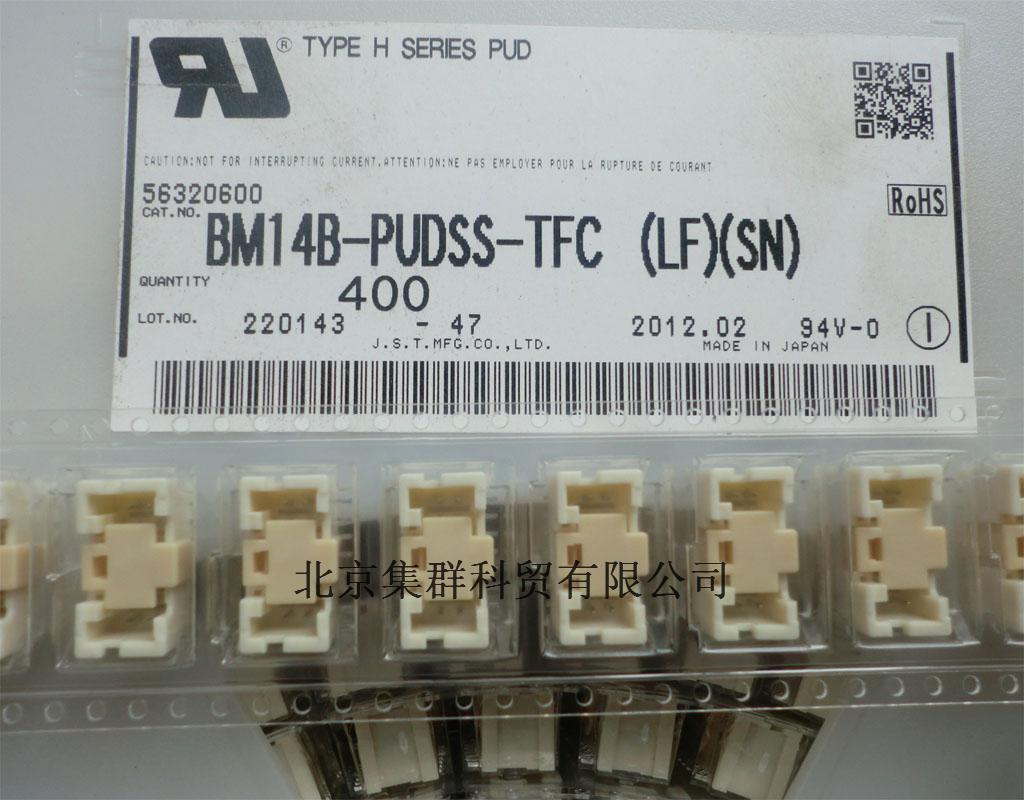 ® TYPE H SERIES PUD
CAUTION:NOT FOR INTERRUPTING CURRENT,ATTENTION:NE PAS EMPLOYER POUR LA RUPTURE DE COURANT
56320600
RoHS
CAT.NO. BM14B-PUDSS-TFC (LF)(SN)
QUANTITY 400
LOT.NO. 220143 - 47 2012.02 94V-0 1
J.S.T.MFG.CO.,LTD. MADE IN JAPAN
北京集群科贸有限公司